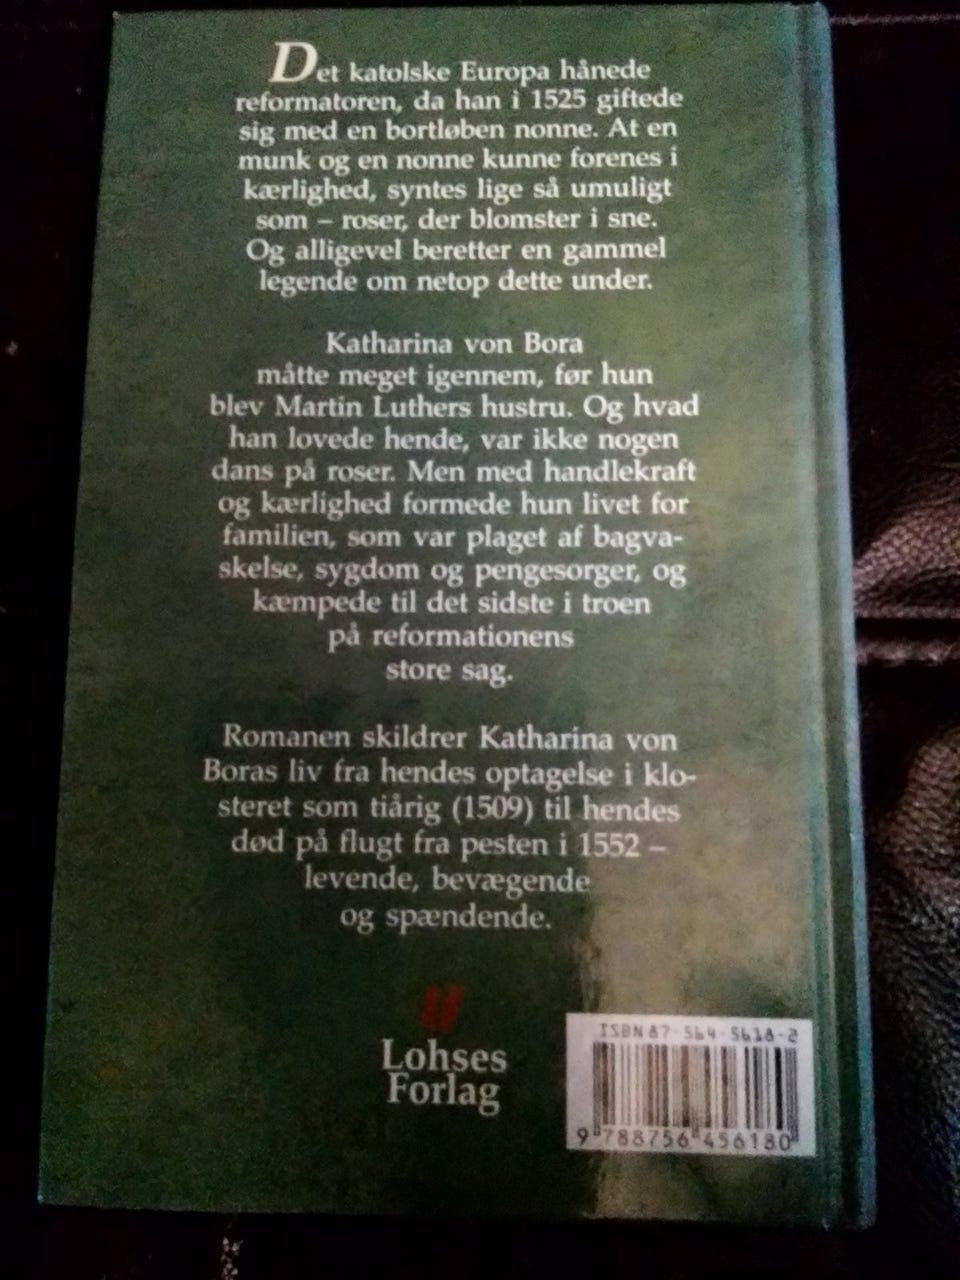 Det katolske Europa hånede
reformatoren, da han i 1525 giftede
sig med en bortløben nonne. At en
munk og en nonne kunne forenes i
kærlighed, syntes lige så umuligt
som – roser, der blomster i sne.
Og alligevel beretter en gammel
legende om netop dette under.
Katharina von Bora
måtte meget igennem, før hun
blev Martin Luthers hustru. Og hvad
han lovede hende, var ikke nogen
dans på roser. Men med handlekraft
og kærlighed formede hun livet for
familien, som var plaget af bagva-
skelse, sygdom og pengesorger, og
kæmpede til det sidste i troen
på reformationens
store sag.
Romanen skildrer Katharina von
Boras liv fra hendes optagelse i klo-
steret som tiårig (1509) til hendes
død på flugt fra pesten i 1552 –
levende, bevægende
og spændende.
Lohses
Forlag
ISBN 87-564-5618-2
9 788756 456180